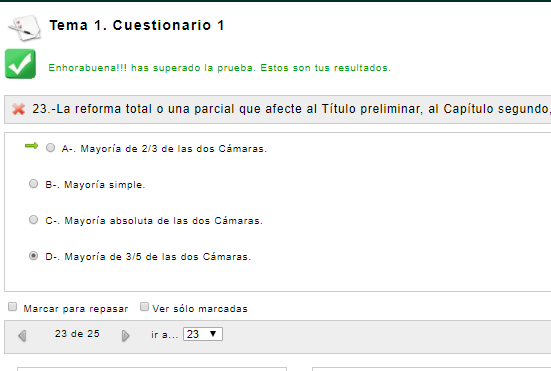 Tema 1. Cuestionario 1
Enhorabuena!!! has superado la prueba. Estos son tus resultados.
23.-La reforma total o una parcial que afecte al Título preliminar, al Capítulo segundo,
A-. Mayoría de 2/3 de las dos Cámaras.
B-. Mayoría simple.
C-. Mayoría absoluta de las dos Cámaras.
D-. Mayoría de 3/5 de las dos Cámaras.
Marcar para repasar Ver sólo marcadas
23 de 25 ir a... 23